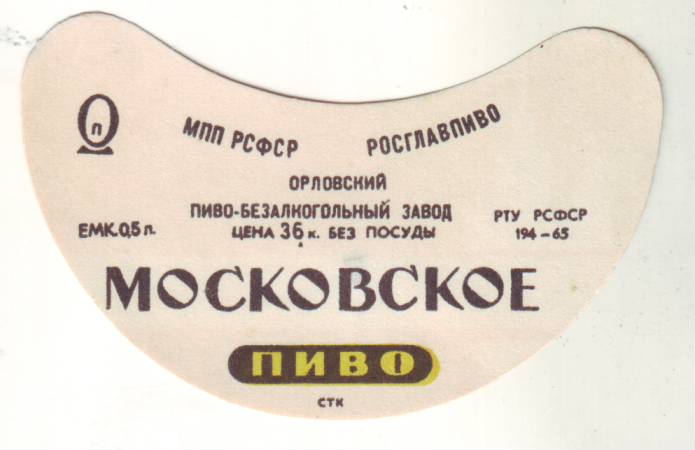 Оп
МПП РСФСР РОСГЛАВПИВО
ОРЛОВСКИЙ
ПИВО-БЕЗАЛКОГОЛЬНЫЙ ЗАВОД
ЕМК.0,5 л. ЦЕНА 36 к. БЕЗ ПОСУДЫ
РТУ РСФСР
194-65
МОСКОВСКОЕ
ПИВО
СТК